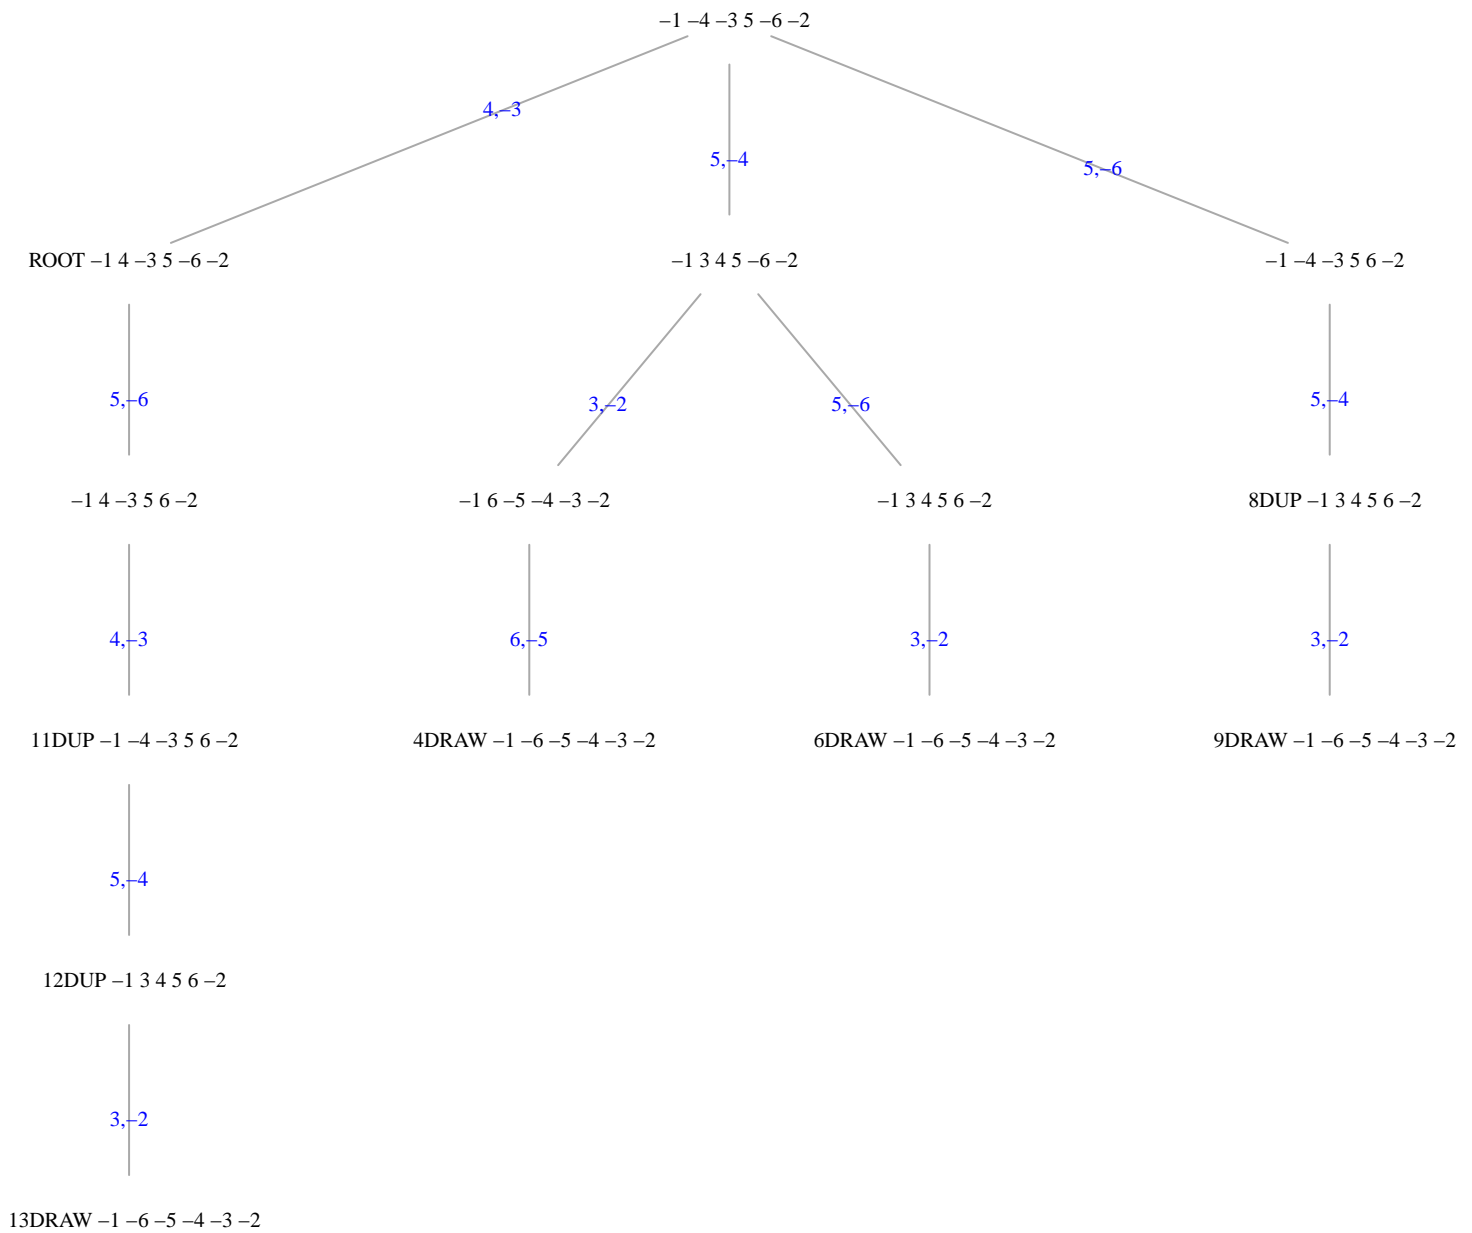 –1 –4 –3 5 –6 –2
4,–3
5,–4
5,–6
ROOT –1 4 –3 5 –6 –2
–1 3 4 5 –6 –2
–1 –4 –3 5 6 –2
5,–6
3,–2
5,–6
5,–4
–1 4 –3 5 6 –2
–1 6 –5 –4 –3 –2
–1 3 4 5 6 –2
8DUP –1 3 4 5 6 –2
4,–3
6,–5
3,–2
3,–2
11DUP –1 –4 –3 5 6 –2
4DRAW –1 –6 –5 –4 –3 –2
6DRAW –1 –6 –5 –4 –3 –2
9DRAW –1 –6 –5 –4 –3 –2
5,–4
12DUP –1 3 4 5 6 –2
3,–2
13DRAW –1 –6 –5 –4 –3 –2